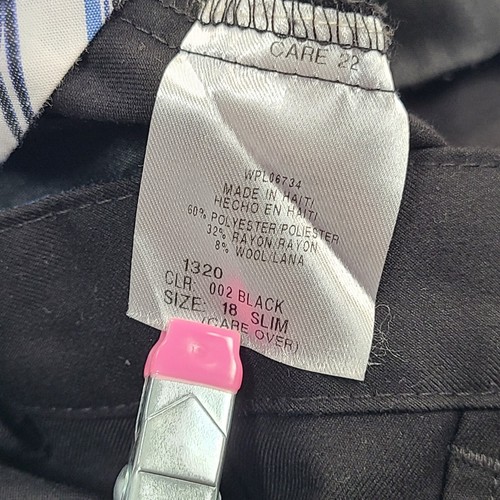 CARE 22
WPL06734
MADE IN HAITI
HECHO EN HAITI
60% POLYESTER/POLIESTER
32% RAYON/RAYON
8% WOOL/LANA
1320
CLR: 002 BLACK
SIZE: 18 SLIM
(CARE OVER)